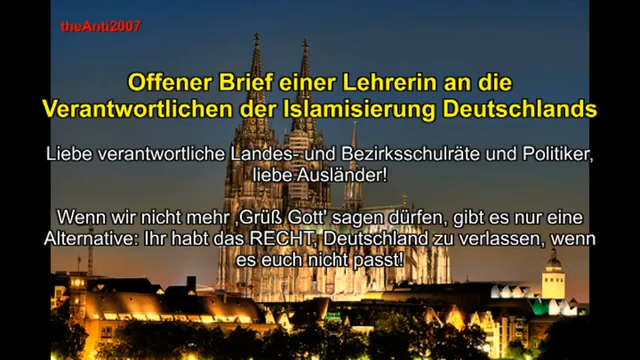 theAnti2007
Offener Brief einer Lehrerin an die
Verantwortlichen der Islamisierung Deutschlands
Liebe verantwortliche Landes- und Bezirksschulräte und Politiker,
liebe Ausländer!
Wenn wir nicht mehr ‚Grüß Gott' sagen dürfen, gibt es nur eine
Alternative: Ihr habt das RECHT, Deutschland zu verlassen, wenn
es euch nicht passt!